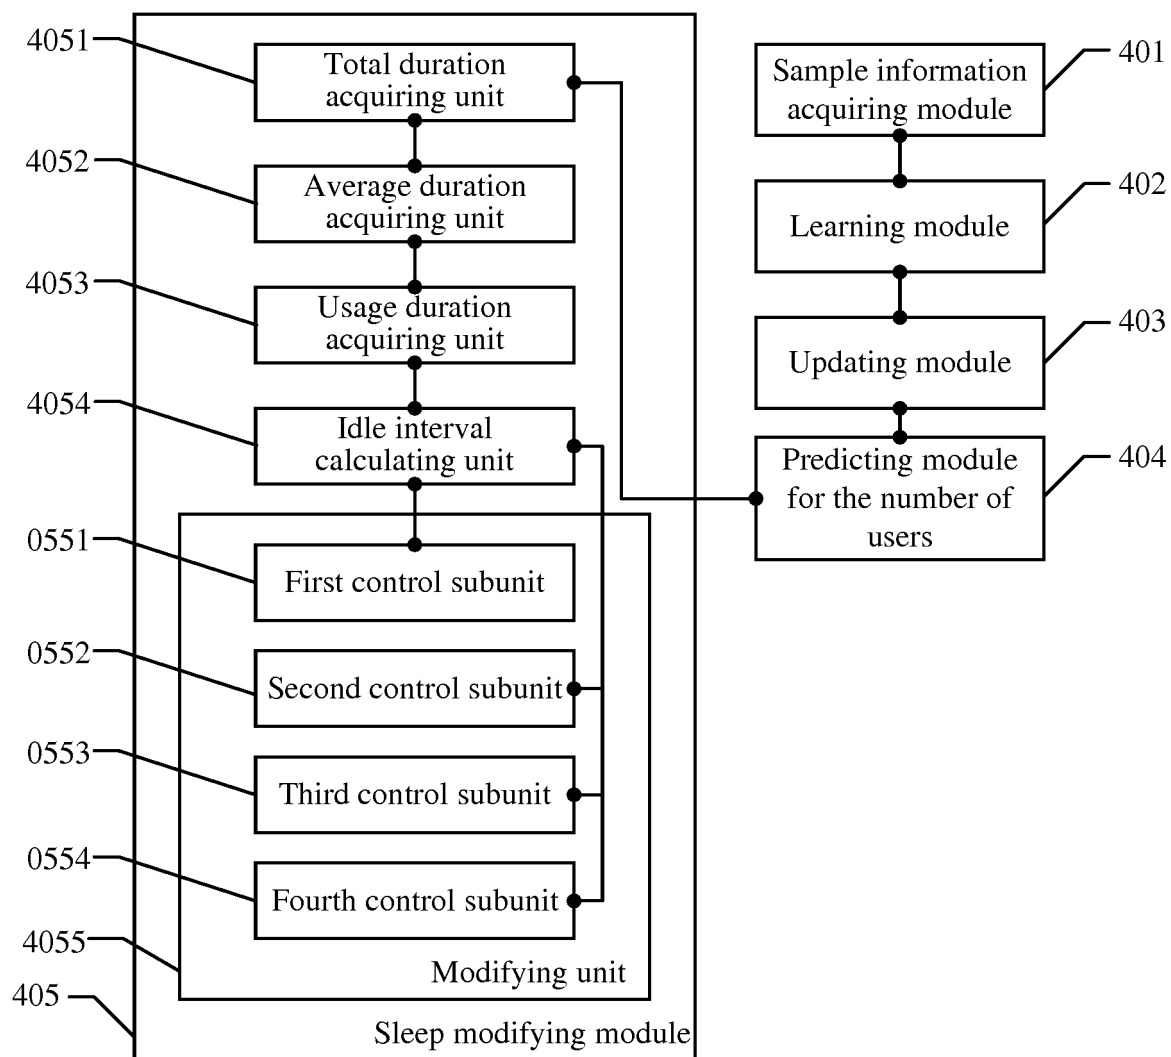 4051
Total duration
acquiring unit
4052
Average duration
acquiring unit
4053
Usage duration
acquiring unit
4054
Idle interval
calculating unit
0551
First control subunit
0552
Second control subunit
0553
Third control subunit
0554
Fourth control subunit
4055
Modifying unit
405
Sleep modifying module
Sample information
acquiring module
401
Learning module
402
Updating module
403
Predicting module
for the number of
users
404